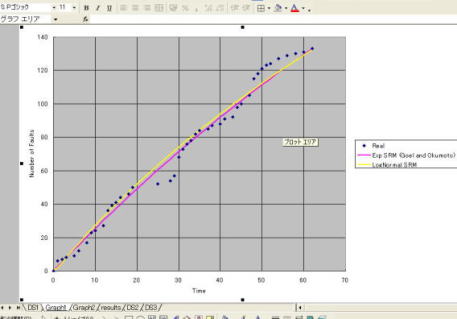 S Pゴシック 11 B I U
グラフ エリア fx
140
120
100
80
60
40
20
0
0 10 20 30 40 50 60 70
Number of Faults
Time
プロット エリア
Real
Exp SRM (Goel and Okumoto)
LogNormal SRM
DS1 Graph1 Graph2 results DS2 DS3